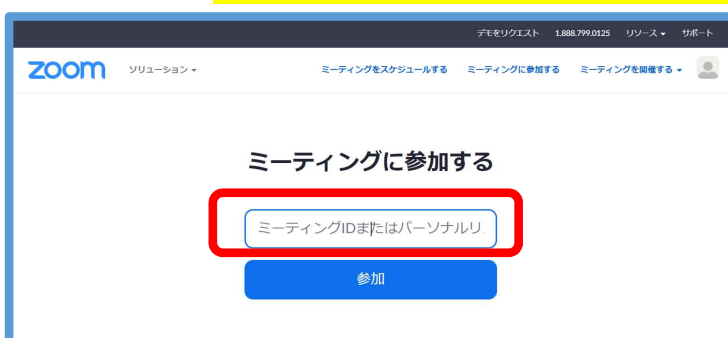 デモをリクエスト 1.888.799.0125 リソース サポート
zoom ソリューション ミーティングをスケジュールする ミーティングに参加する ミーティングを開催する
ミーティングに参加する
ミーティングIDまたはパーソナルリ
参加